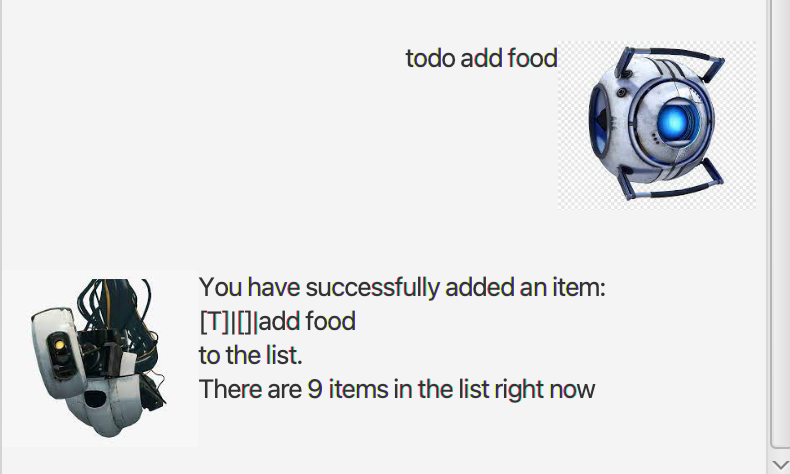 todo add food
You have successfully added an item:
[T]|[]|add food
to the list.
There are 9 items in the list right now